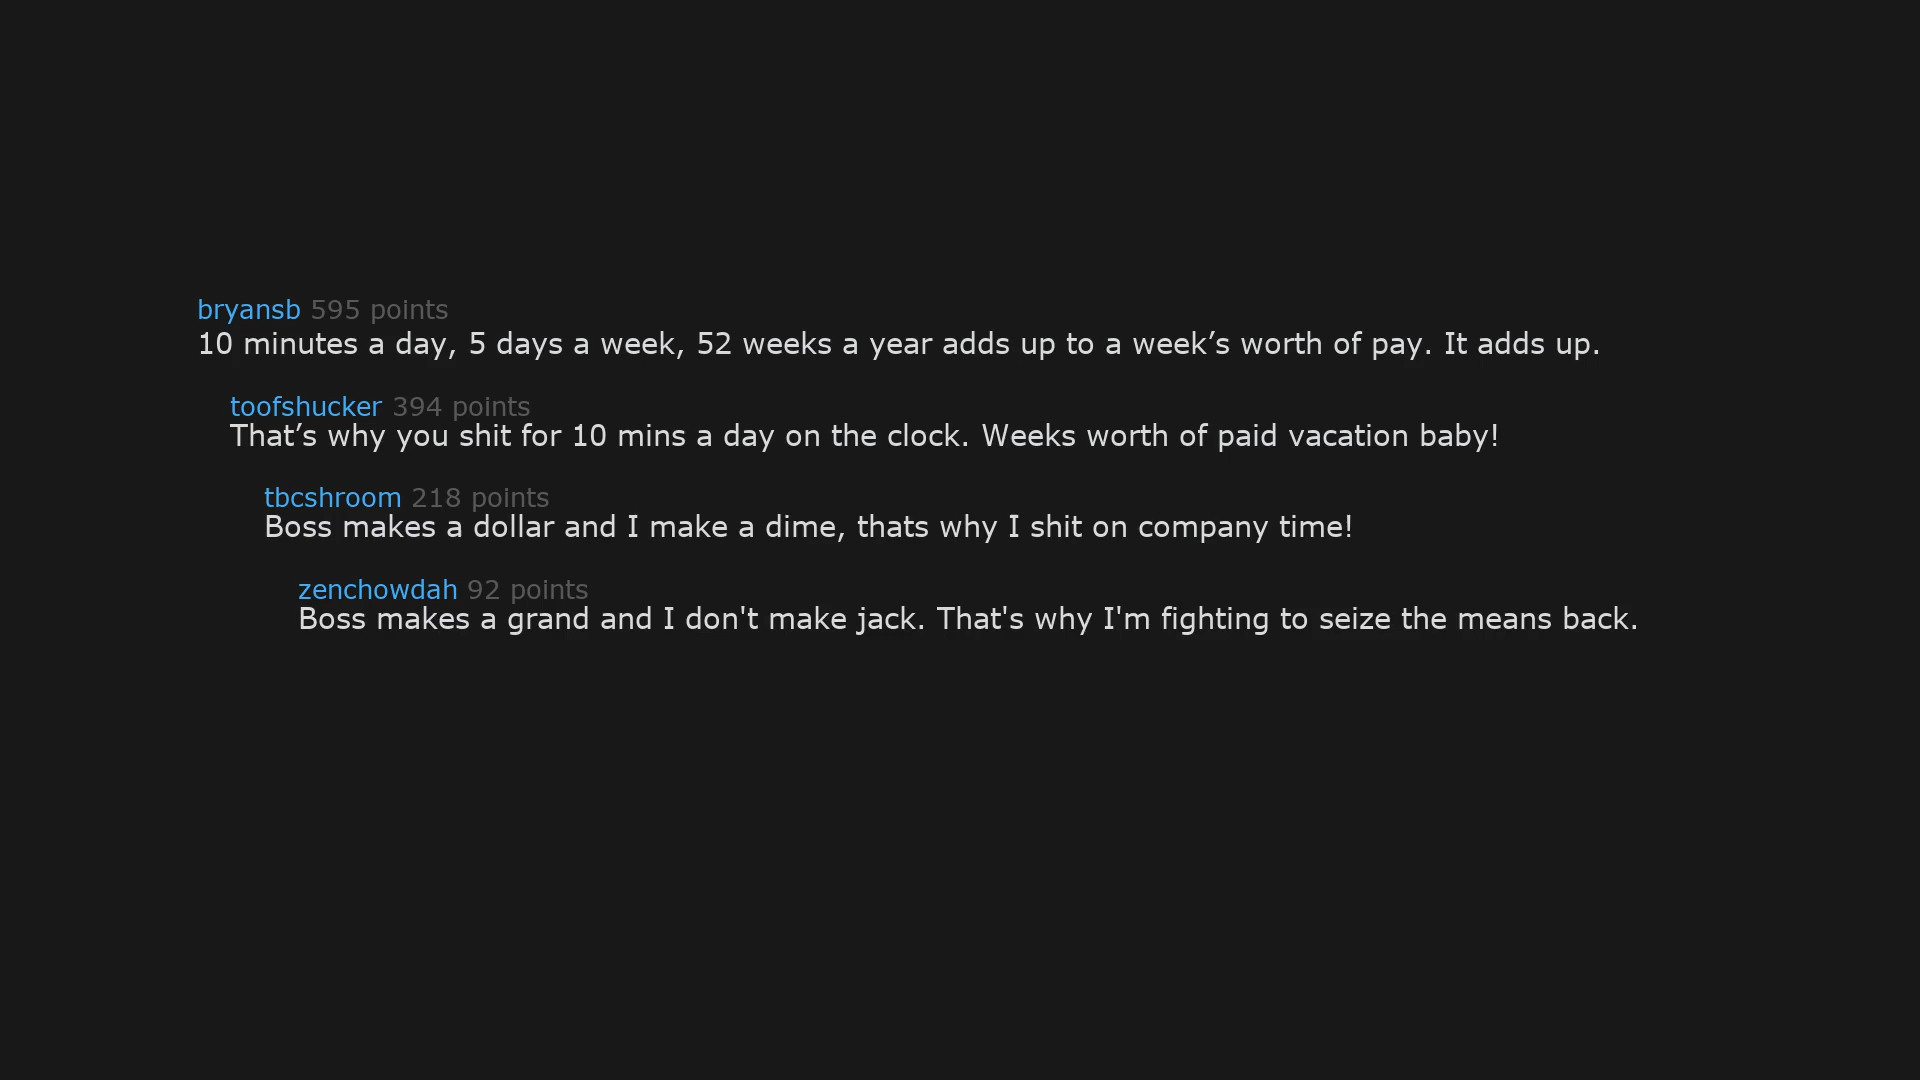 bryansb 595 points
10 minutes a day, 5 days a week, 52 weeks a year adds up to a week’s worth of pay. It adds up.
toofshucker 394 points
That’s why you shit for 10 mins a day on the clock. Weeks worth of paid vacation baby!
tbcshroom 218 points
Boss makes a dollar and I make a dime, thats why I shit on company time!
zenchowdah 92 points
Boss makes a grand and I don't make jack. That's why I'm fighting to seize the means back.